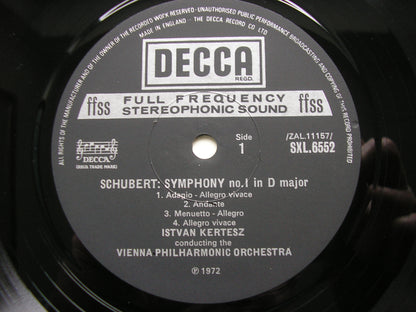 ALL RIGHTS OF THE MANUFACTURER AND OF THE OWNER OF THE RECORDED WORK RESERVED · UNAUTHORISED PUBLIC PERFORMANCE BROADCASTING AND COPYING OF THIS RECORD PROHIBITED
MADE IN ENGLAND · THE DECCA RECORD CO LTD
DECCA
REGD.
ffss FULL FREQUENCY ffss
STEREOPHONIC SOUND
DECCA
Side
1
/ZAL.11157/
SXL.6552
SCHUBERT: SYMPHONY no.1 in D major
1. Adagio - Allegro vivace
2. Andante
3. Menuetto - Allegro
4. Allegro vivace
ISTVAN KERTESZ
conducting the
VIENNA PHILHARMONIC ORCHESTRA
℗ 1972